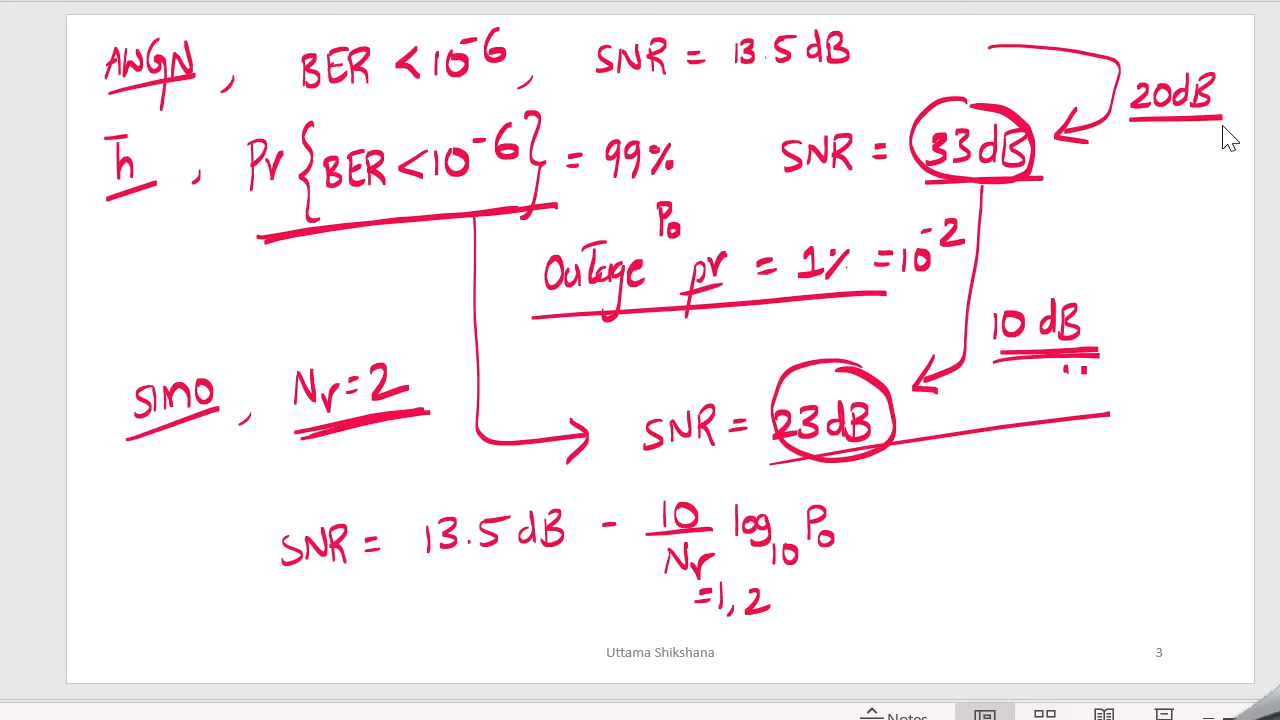 AWGN, BER < 10⁻⁶, SNR = 13.5 dB
20dB
h̄, Pr{BER < 10⁻⁶} = 99% SNR = 33dB
P₀
Outage pr = 1% = 10⁻²
10 dB
SIMO, Nr = 2
SNR = 23dB
SNR = 13.5 dB - 10/Nr log₁₀ P₀
= 1, 2
Uttama Shikshana 3
Notes